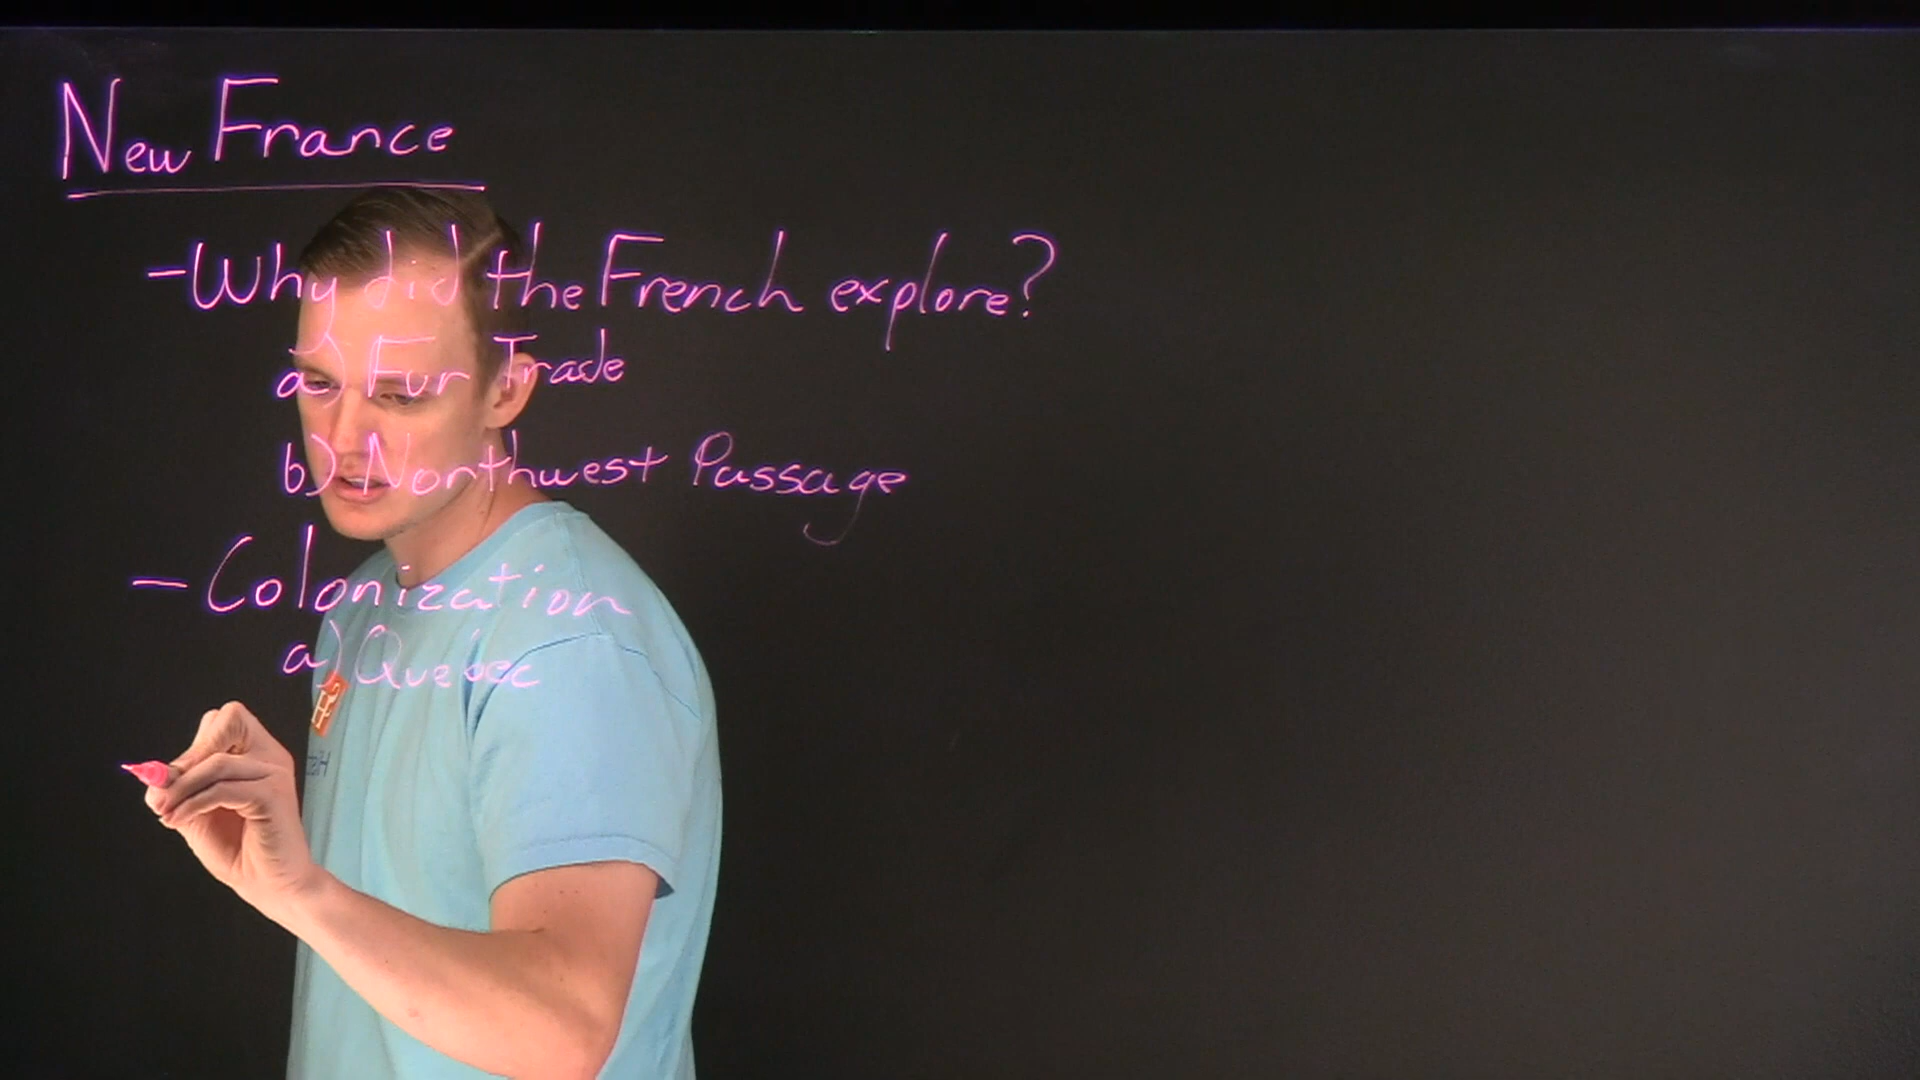 New France
- Why did the French explore?
a) Fur Trade
b) Northwest Passage
- Colonization
a) Quebec